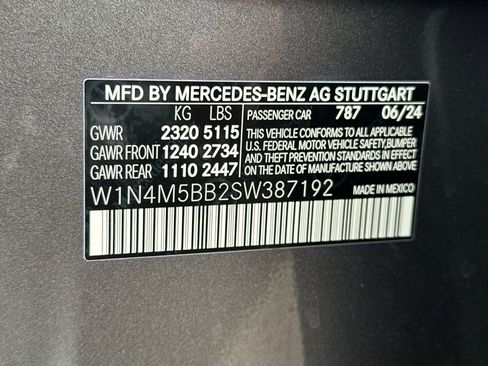 MFD BY MERCEDES-BENZ AG STUTTGART
KG LBS PASSENGER CAR 787 06/24
GVWR 2320 5115 THIS VEHICLE CONFORMS TO ALL APPLICABLE
GAWR FRONT 1240 2734 U.S. FEDERAL MOTOR VEHICLE SAFETY,BUMPER
GAWR REAR 1110 2447 AND THEFT PREVENTION STANDARDS IN EFFECT
ON THE DATE OF MANUFACTURE SHOWN ABOVE.
W1N4M5BB2SW387192 MADE IN MEXICO